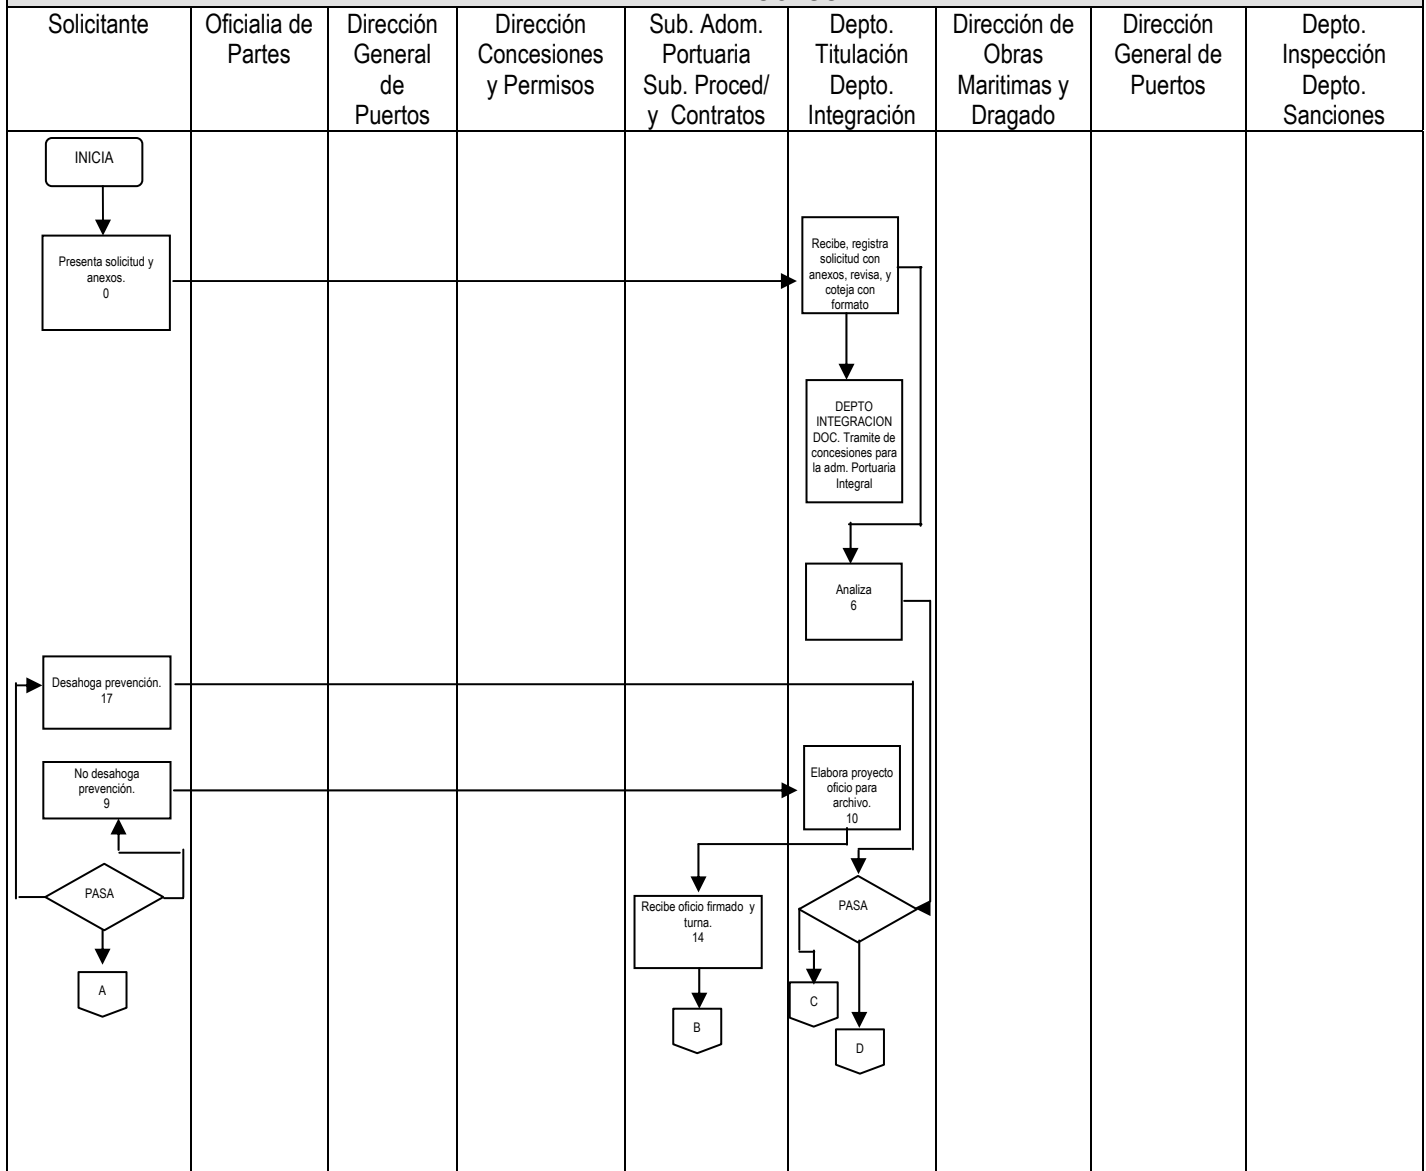 Solicitante
Oficialia de
Partes
Dirección
General
de
Puertos
Dirección
Concesiones
y Permisos
Sub. Adom.
Portuaria
Sub. Proced/
y Contratos
Depto.
Titulación
Depto.
Integración
Dirección de
Obras
Maritimas y
Dragado
Dirección
General de
Puertos
Depto.
Inspección
Depto.
Sanciones
INICIA
Presenta solicitud y
anexos.
0
Recibe, registra
solicitud con
anexos, revisa, y
coteja con
formato
DEPTO
INTEGRACION
DOC. Tramite de
concesiones para
la adm. Portuaria
Integral
Analiza
6
Desahoga prevención.
17
No desahoga
prevención.
9
Elabora proyecto
oficio para
archivo.
10
PASA
Recibe oficio firmado y
turna.
14
PASA
A
B
C
D